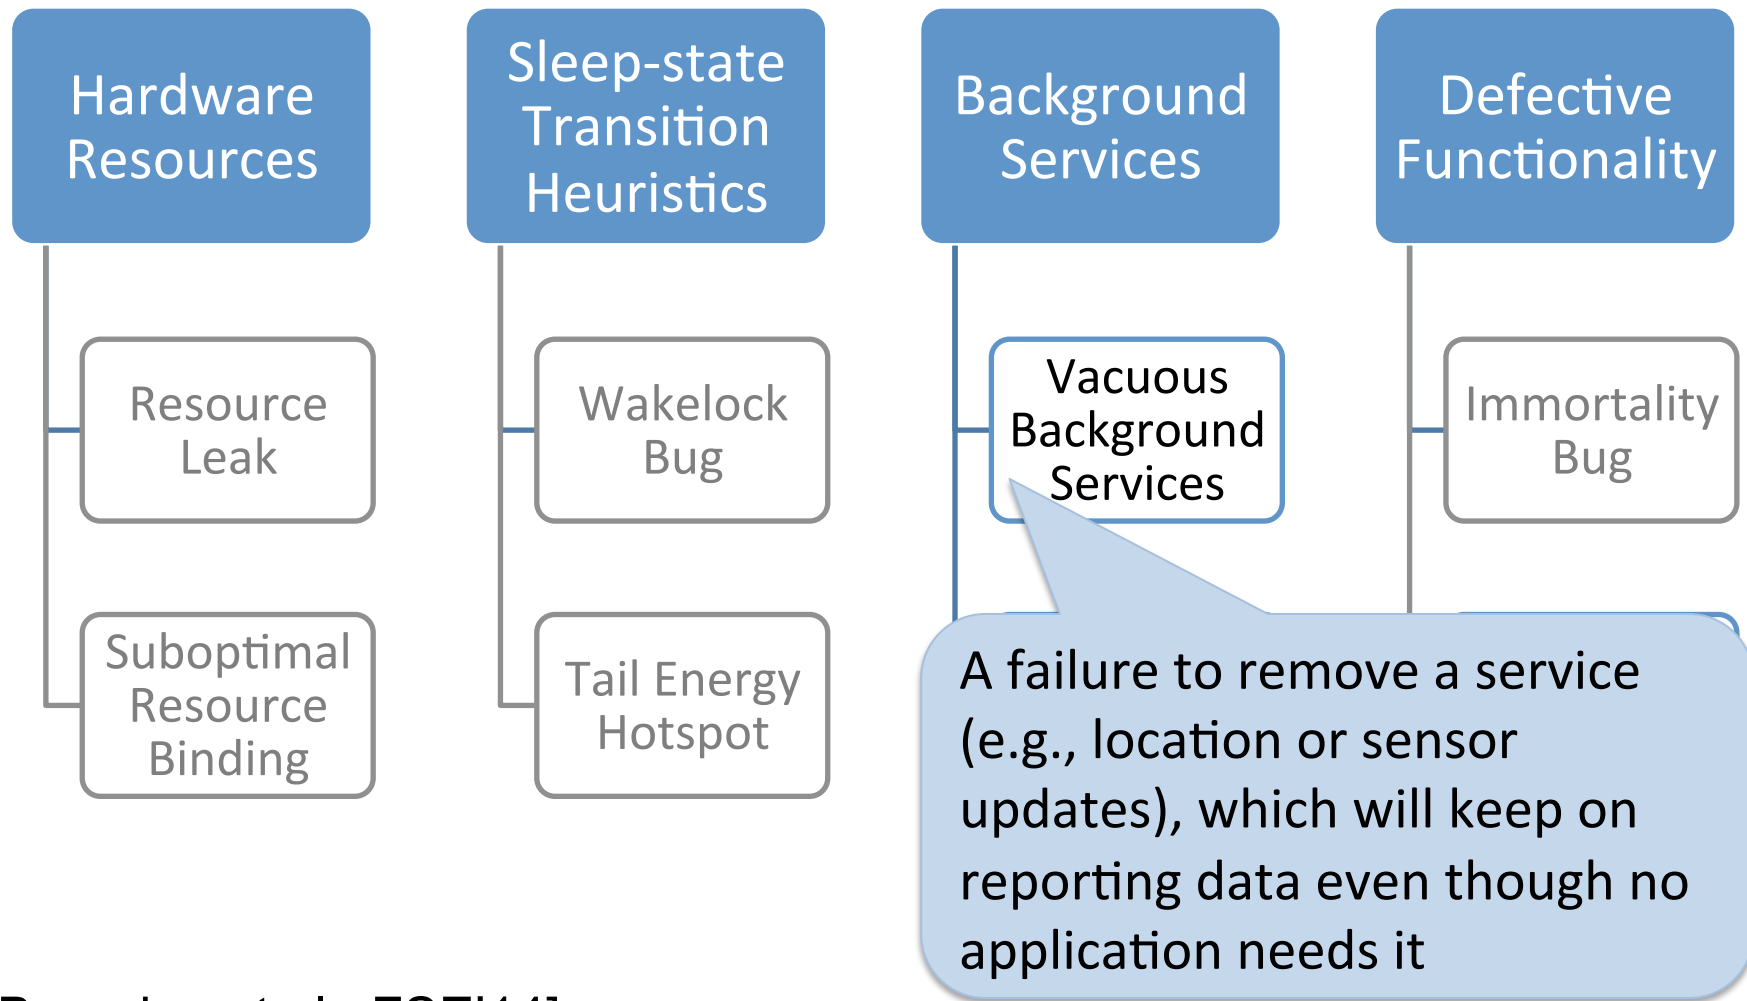 Hardware
Resources
Sleep-state
Transition
Heuristics
Background
Services
Defective
Functionality
Resource
Leak
Wakelock
Bug
Vacuous
Background
Services
Immortality
Bug
Suboptimal
Resource
Binding
Tail Energy
Hotspot
A failure to remove a service
(e.g., location or sensor
updates), which will keep on
reporting data even though no
application needs it